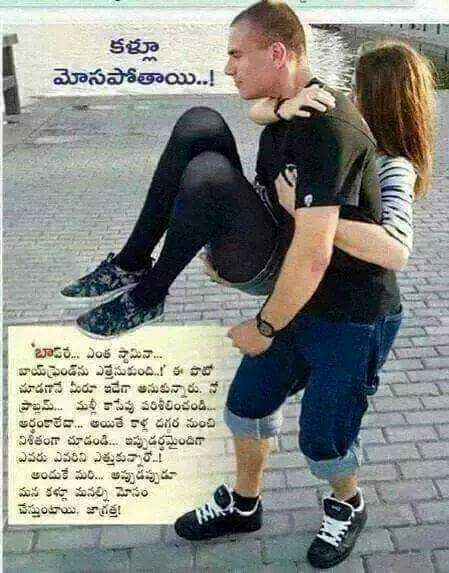 కళ్లూ
మోసపోతాయి..!
'బాప్‌రే... ఎంత స్టామినా...
బాయ్‌ఫ్రెండ్‌ను ఎత్తేసుకుంది..!' ఈ ఫొటో
చూడగానే మీరూ ఇదేగా అనుకున్నారు. నో
ప్రాబ్లమ్... మళ్లీ కాసేపు పరిశీలించండి...
అర్థంకాలేదా... అయితే కాళ్ల దగ్గర నుంచి
నిశితంగా చూడండి... ఇప్పుడర్థమైందిగా
ఎవరు ఎవరిని ఎత్తుకున్నారో..!
అందుకే మరి... అప్పుడప్పుడూ
మన కళ్లూ మనల్ని మోసం
చేస్తుంటాయి. జాగ్రత్త!